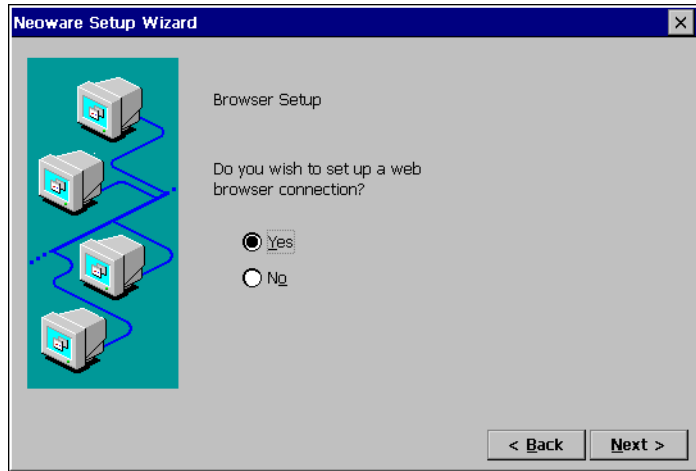 Neoware Setup Wizard
Browser Setup
Do you wish to set up a web
browser connection?
Yes
No
< Back
Next >